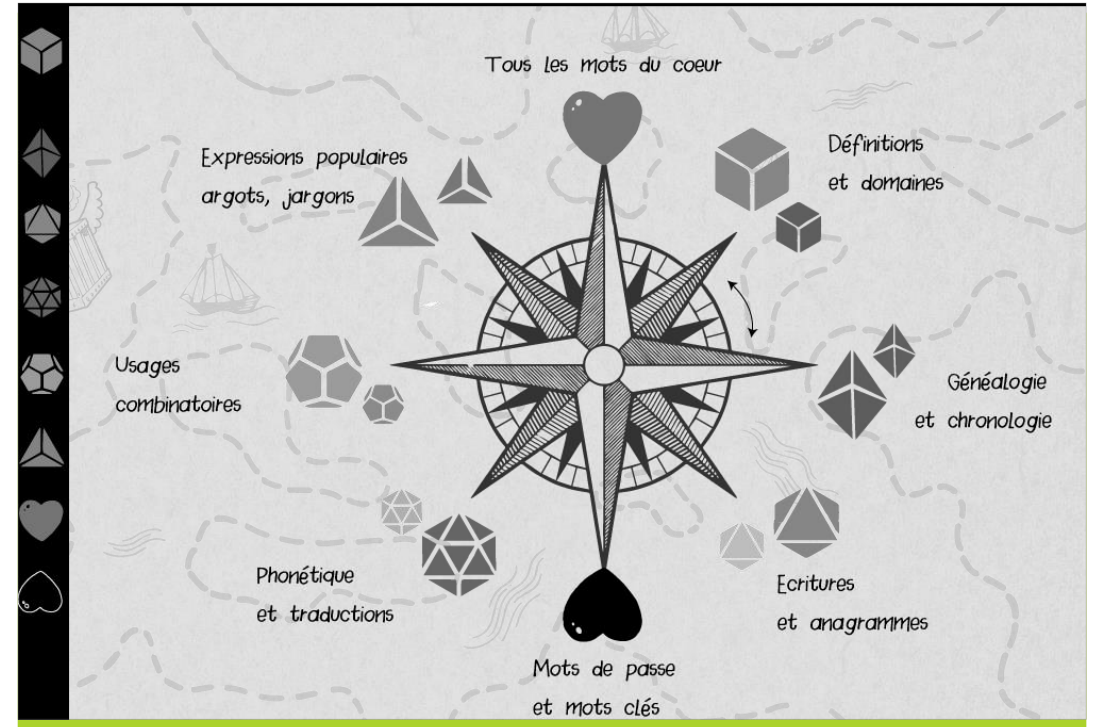 Tous les mots du coeur
Définitions
et domaines
Expressions populaires
argots, jargons
Usages
combinatoires
Généalogie
et chronologie
Phonétique
et traductions
Ecritures
et anagrammes
Mots de passe
et mots clés